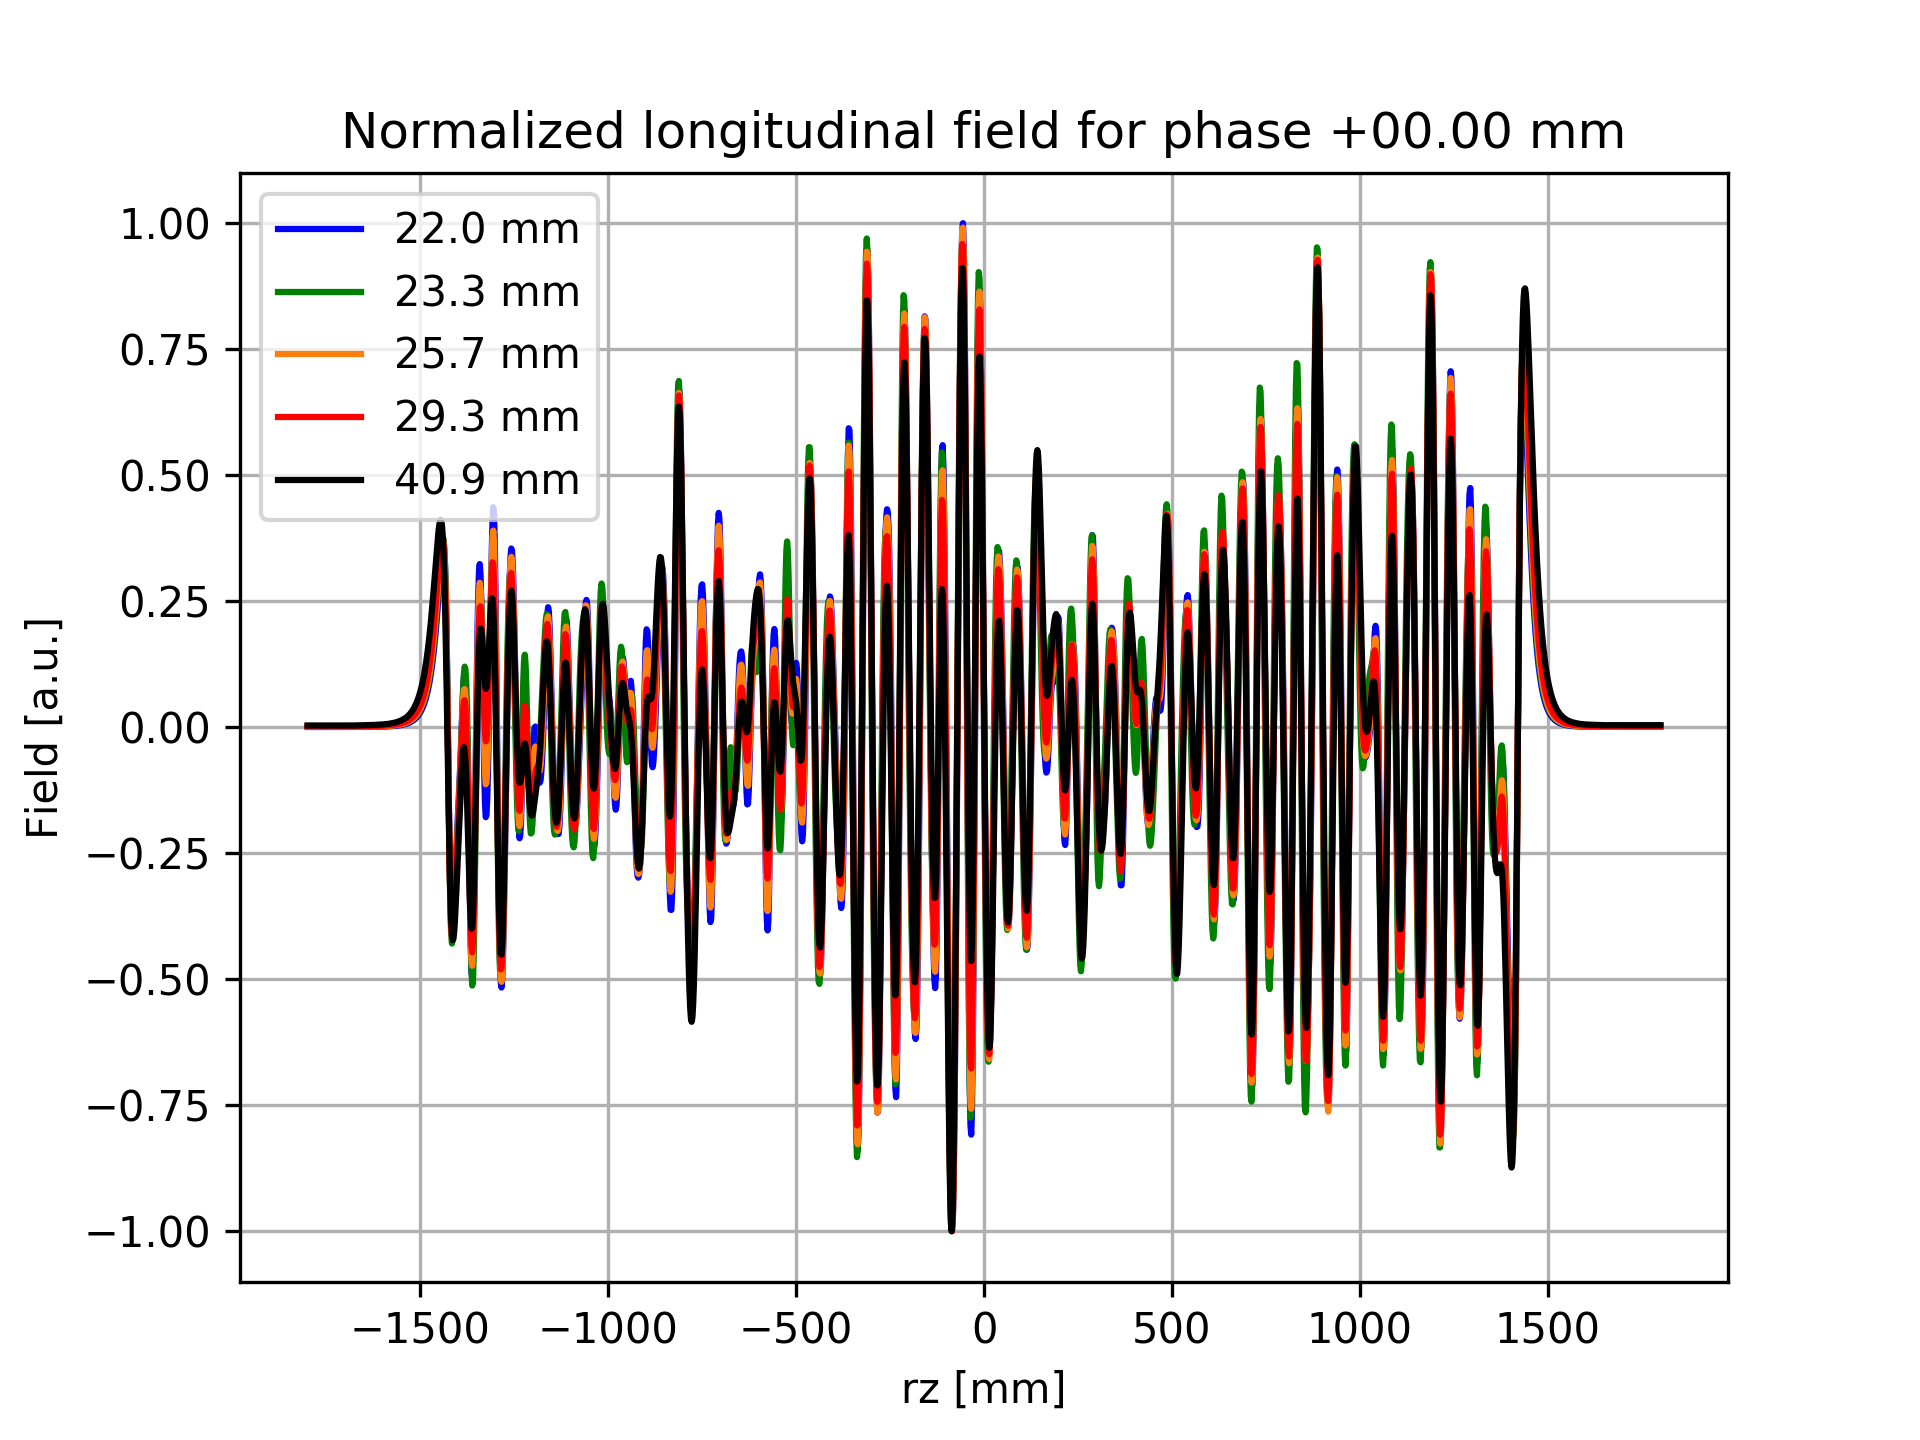 Normalized longitudinal field for phase +00.00 mm
22.0 mm
23.3 mm
25.7 mm
29.3 mm
40.9 mm
1.00
0.75
0.50
0.25
0.00
−0.25
−0.50
−0.75
−1.00
Field [a.u.]
−1500 −1000 −500 0 500 1000 1500
rz [mm]